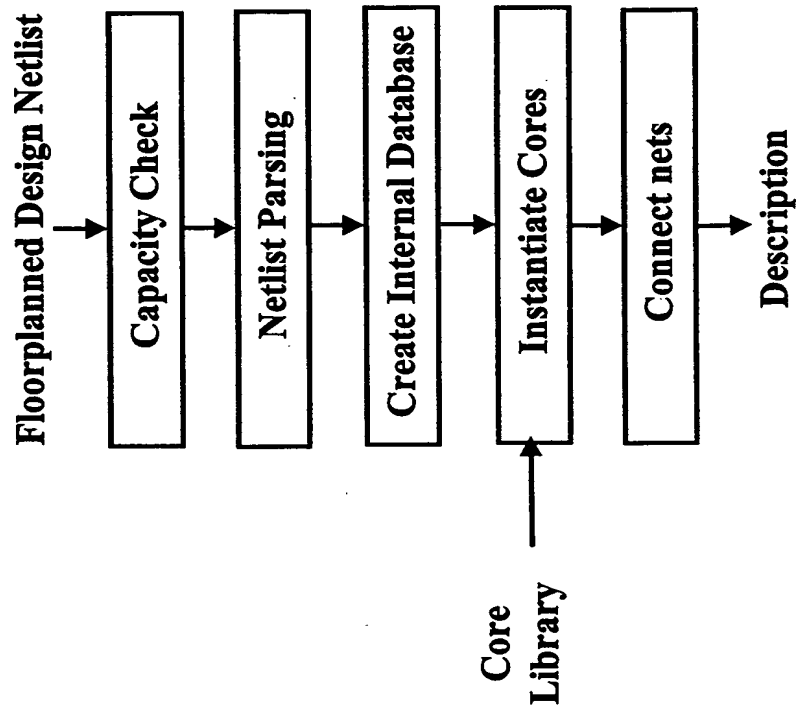 Floorplanned Design Netlist
Capacity Check
Netlist Parsing
Create Internal Database
Instantiate Cores
Connect nets
Description
Core
Library